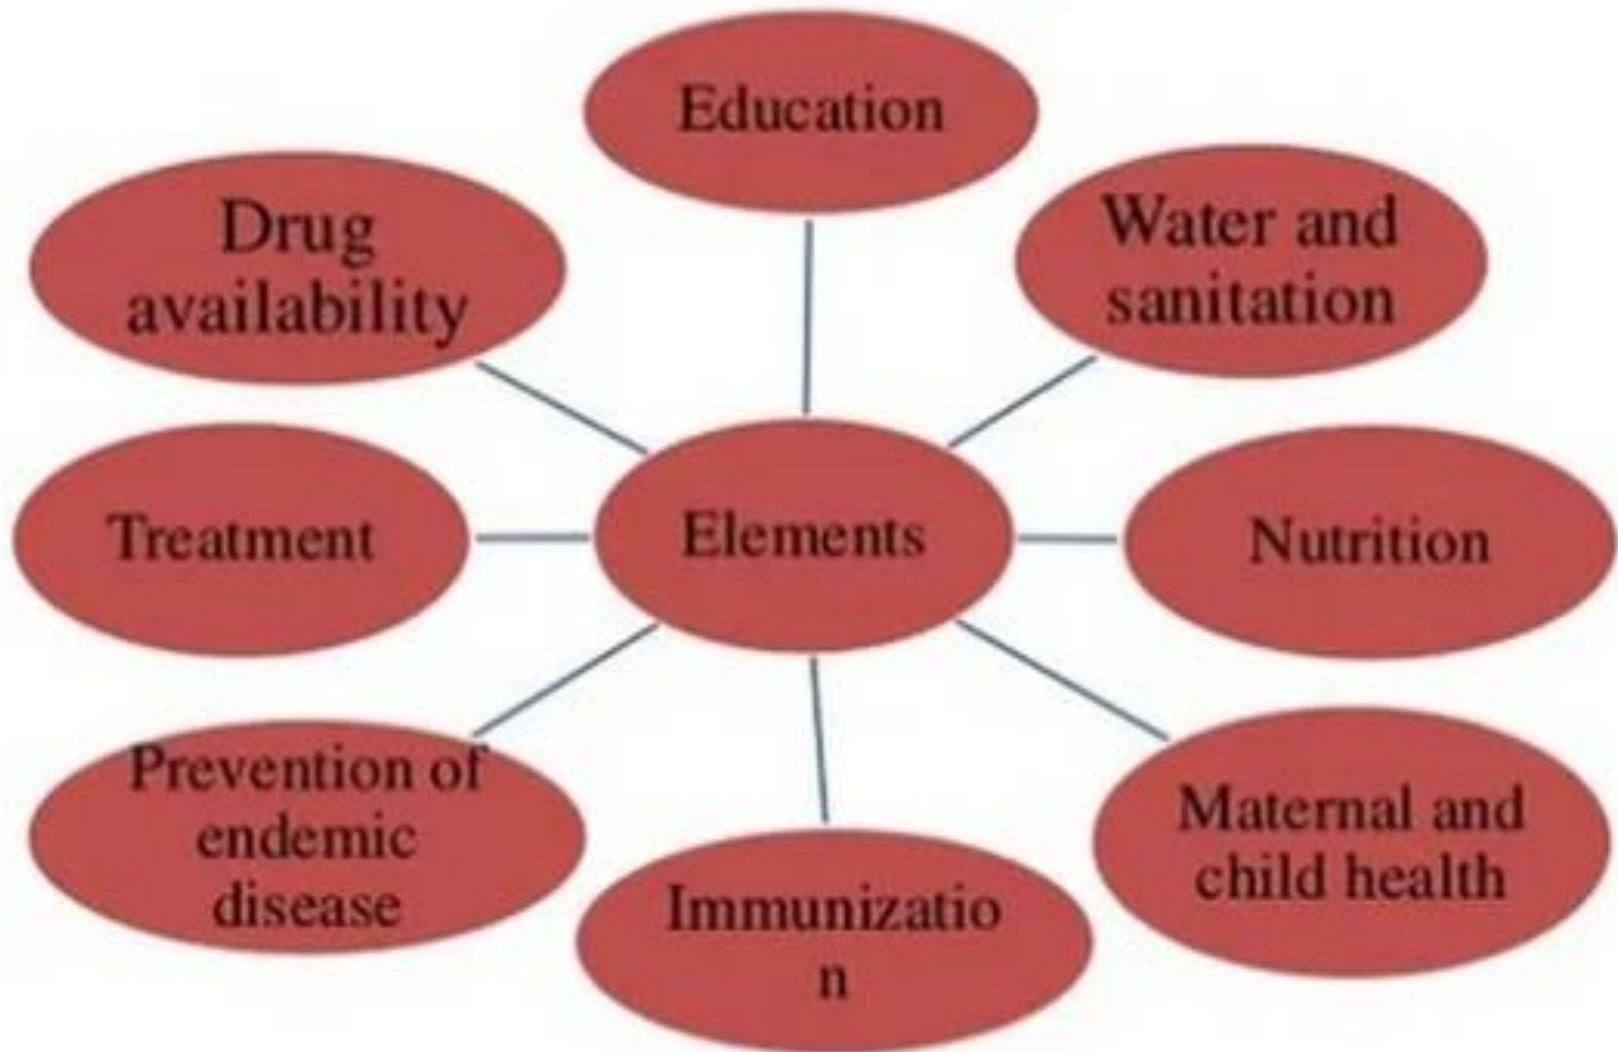 Education
Drug
availability
Water and
sanitation
Treatment
Elements
Nutrition
Prevention of
endemic
disease
Immunizatio
n
Maternal and
child health